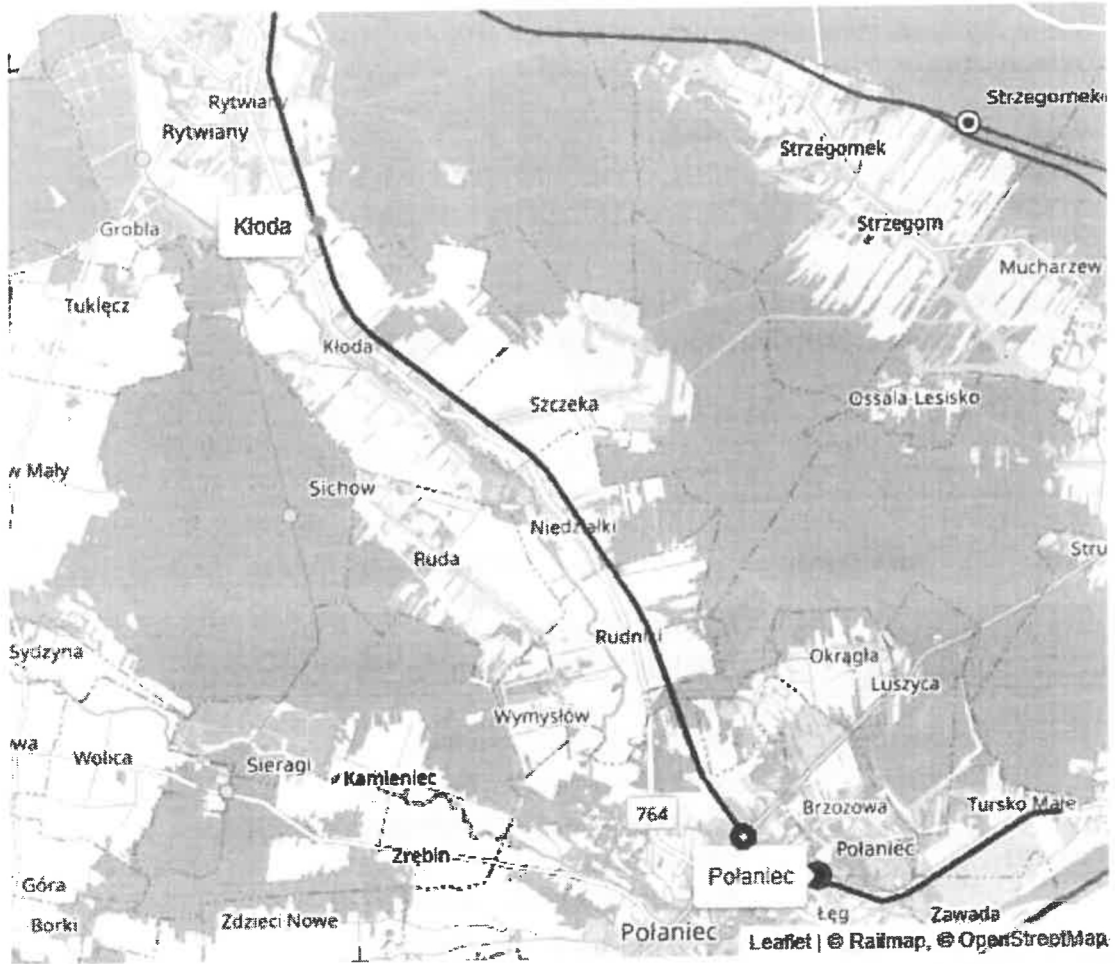 Rytwiany
Rytwiany
Strzegomek
Strzegomek
Kłoda
Strzegom
Grobla
Mucharzew
Tuklęcz
Kłoda
Ossala Lesisko
Szczeka
w Mały
Sichów
Niedziałki
Stru
Ruda
Rudniki
Sydzyna
Okrągła
Luszyca
Wymysłów
wa
Wolica
Sieragi
Kamieniec
764
Brzozowa
Tursko Małe
Zrębin
Połaniec
Połaniec
Góra
Łęg
Zawada
Borki
Zdzieci Nowe
Połaniec
Leaflet | © Railmap, © OpenStreetMap